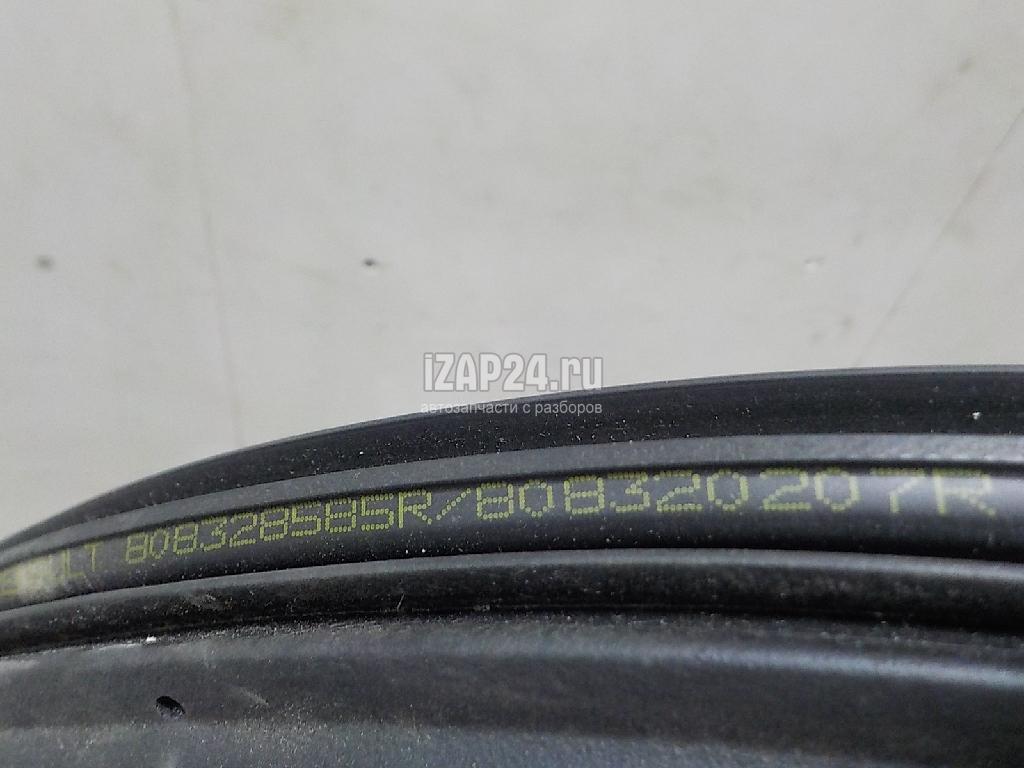 iZAP24.ru
автозапчасти с разборов
808328585R/808320207R